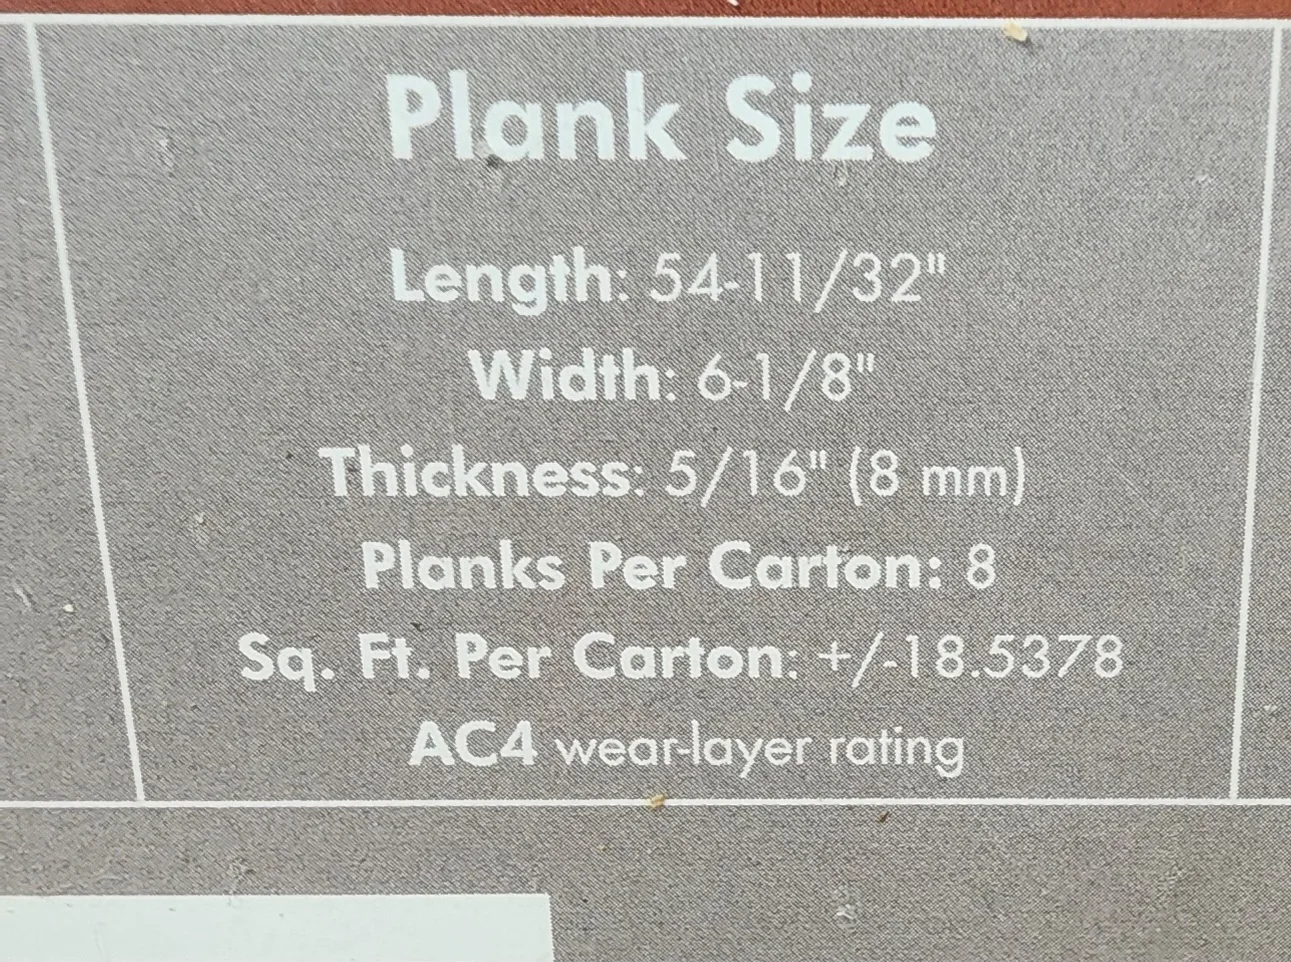 Plank Size
Length: 54-11/32"
Width: 6-1/8"
Thickness: 5/16" (8 mm)
Planks Per Carton: 8
Sq. Ft. Per Carton: +/-18.5378
AC4 wear-layer rating